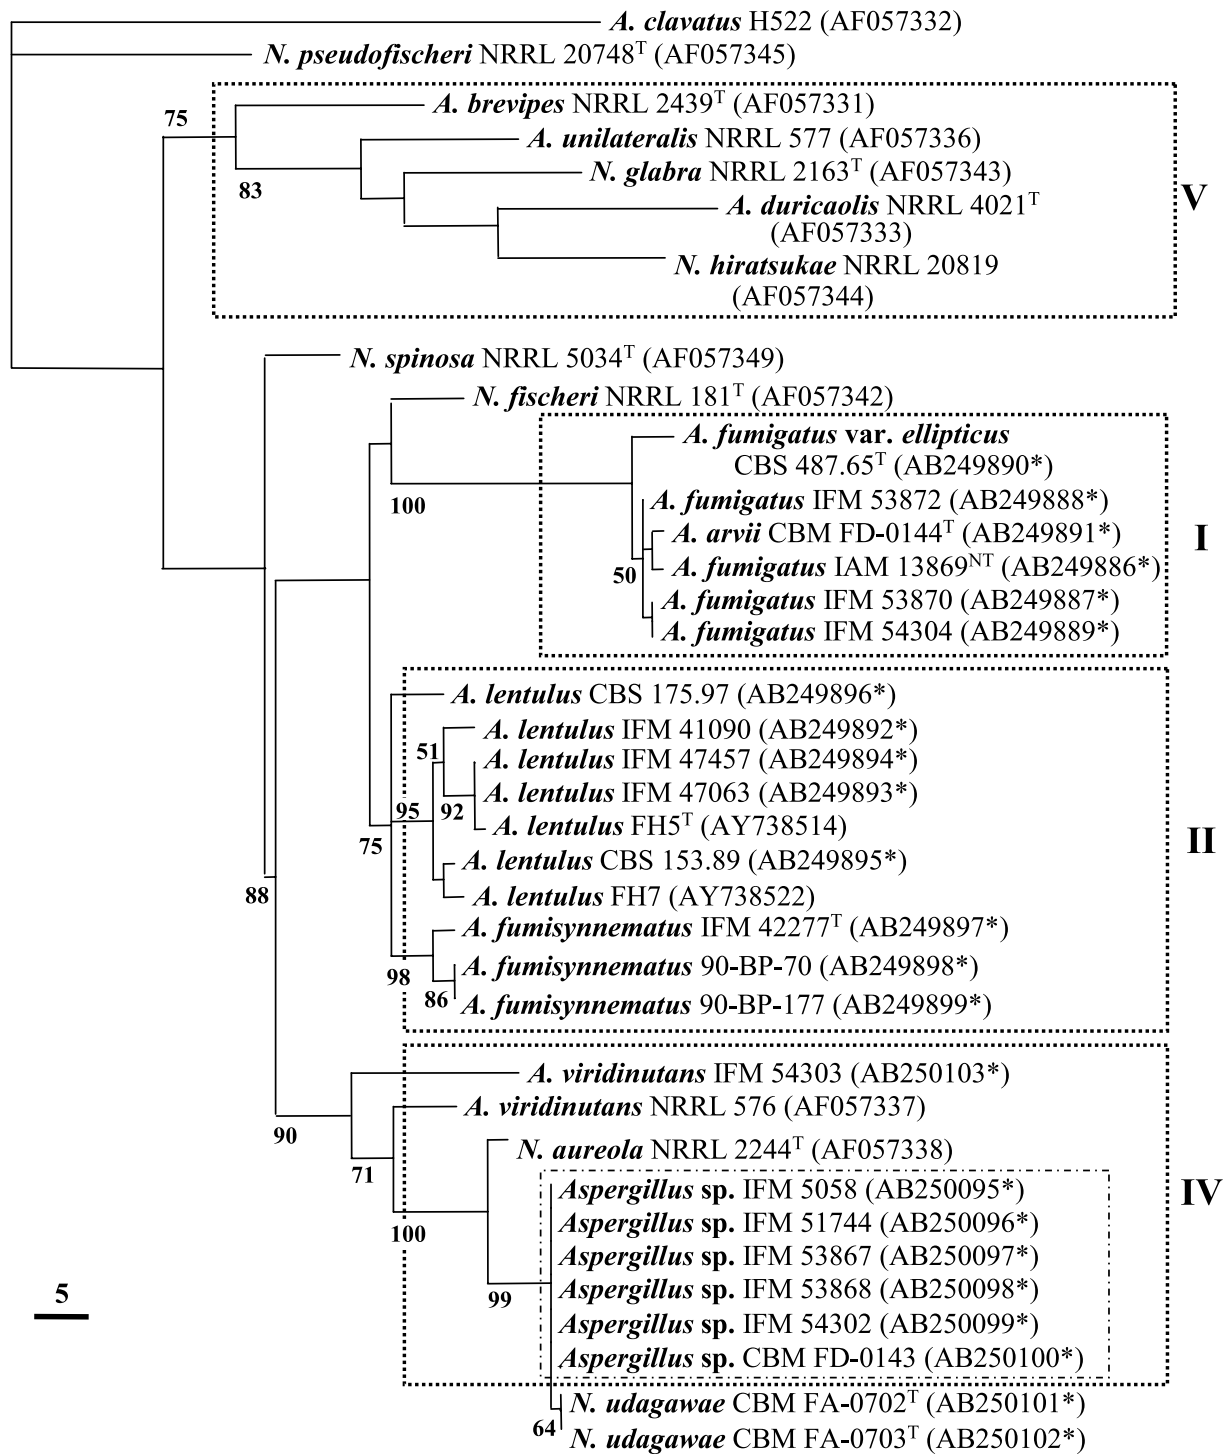 A. clavatus H522 (AF057332)
N. pseudofischeri NRRL 20748T (AF057345)
75
A. brevipes NRRL 2439T (AF057331)
A. unilateralis NRRL 577 (AF057336)
N. glabra NRRL 2163T (AF057343)
83
V
A. duricaolis NRRL 4021T
(AF057333)
N. hiratsukae NRRL 20819
(AF057344)
N. spinosa NRRL 5034T (AF057349)
N. fischeri NRRL 181T (AF057342)
A. fumigatus var. ellipticus
CBS 487.65T (AB249890*)
100
A. fumigatus IFM 53872 (AB249888*)
A. arvii CBM FD-0144T (AB249891*)
I
A. fumigatus IAM 13869NT (AB249886*)
50
A. fumigatus IFM 53870 (AB249887*)
A. fumigatus IFM 54304 (AB249889*)
A. lentulus CBS 175.97 (AB249896*)
A. lentulus IFM 41090 (AB249892*)
51
A. lentulus IFM 47457 (AB249894*)
A. lentulus IFM 47063 (AB249893*)
95
92
A. lentulus FH5T (AY738514)
75
II
A. lentulus CBS 153.89 (AB249895*)
88
A. lentulus FH7 (AY738522)
A. fumisynnematus IFM 42277T (AB249897*)
98
A. fumisynnematus 90-BP-70 (AB249898*)
86
A. fumisynnematus 90-BP-177 (AB249899*)
A. viridinutans IFM 54303 (AB250103*)
A. viridinutans NRRL 576 (AF057337)
90
N. aureola NRRL 2244T (AF057338)
71
Aspergillus sp. IFM 5058 (AB250095*)
IV
Aspergillus sp. IFM 51744 (AB250096*)
100
Aspergillus sp. IFM 53867 (AB250097*)
Aspergillus sp. IFM 53868 (AB250098*)
5
99
Aspergillus sp. IFM 54302 (AB250099*)
Aspergillus sp. CBM FD-0143 (AB250100*)
N. udagawae CBM FA-0702T (AB250101*)
64
N. udagawae CBM FA-0703T (AB250102*)